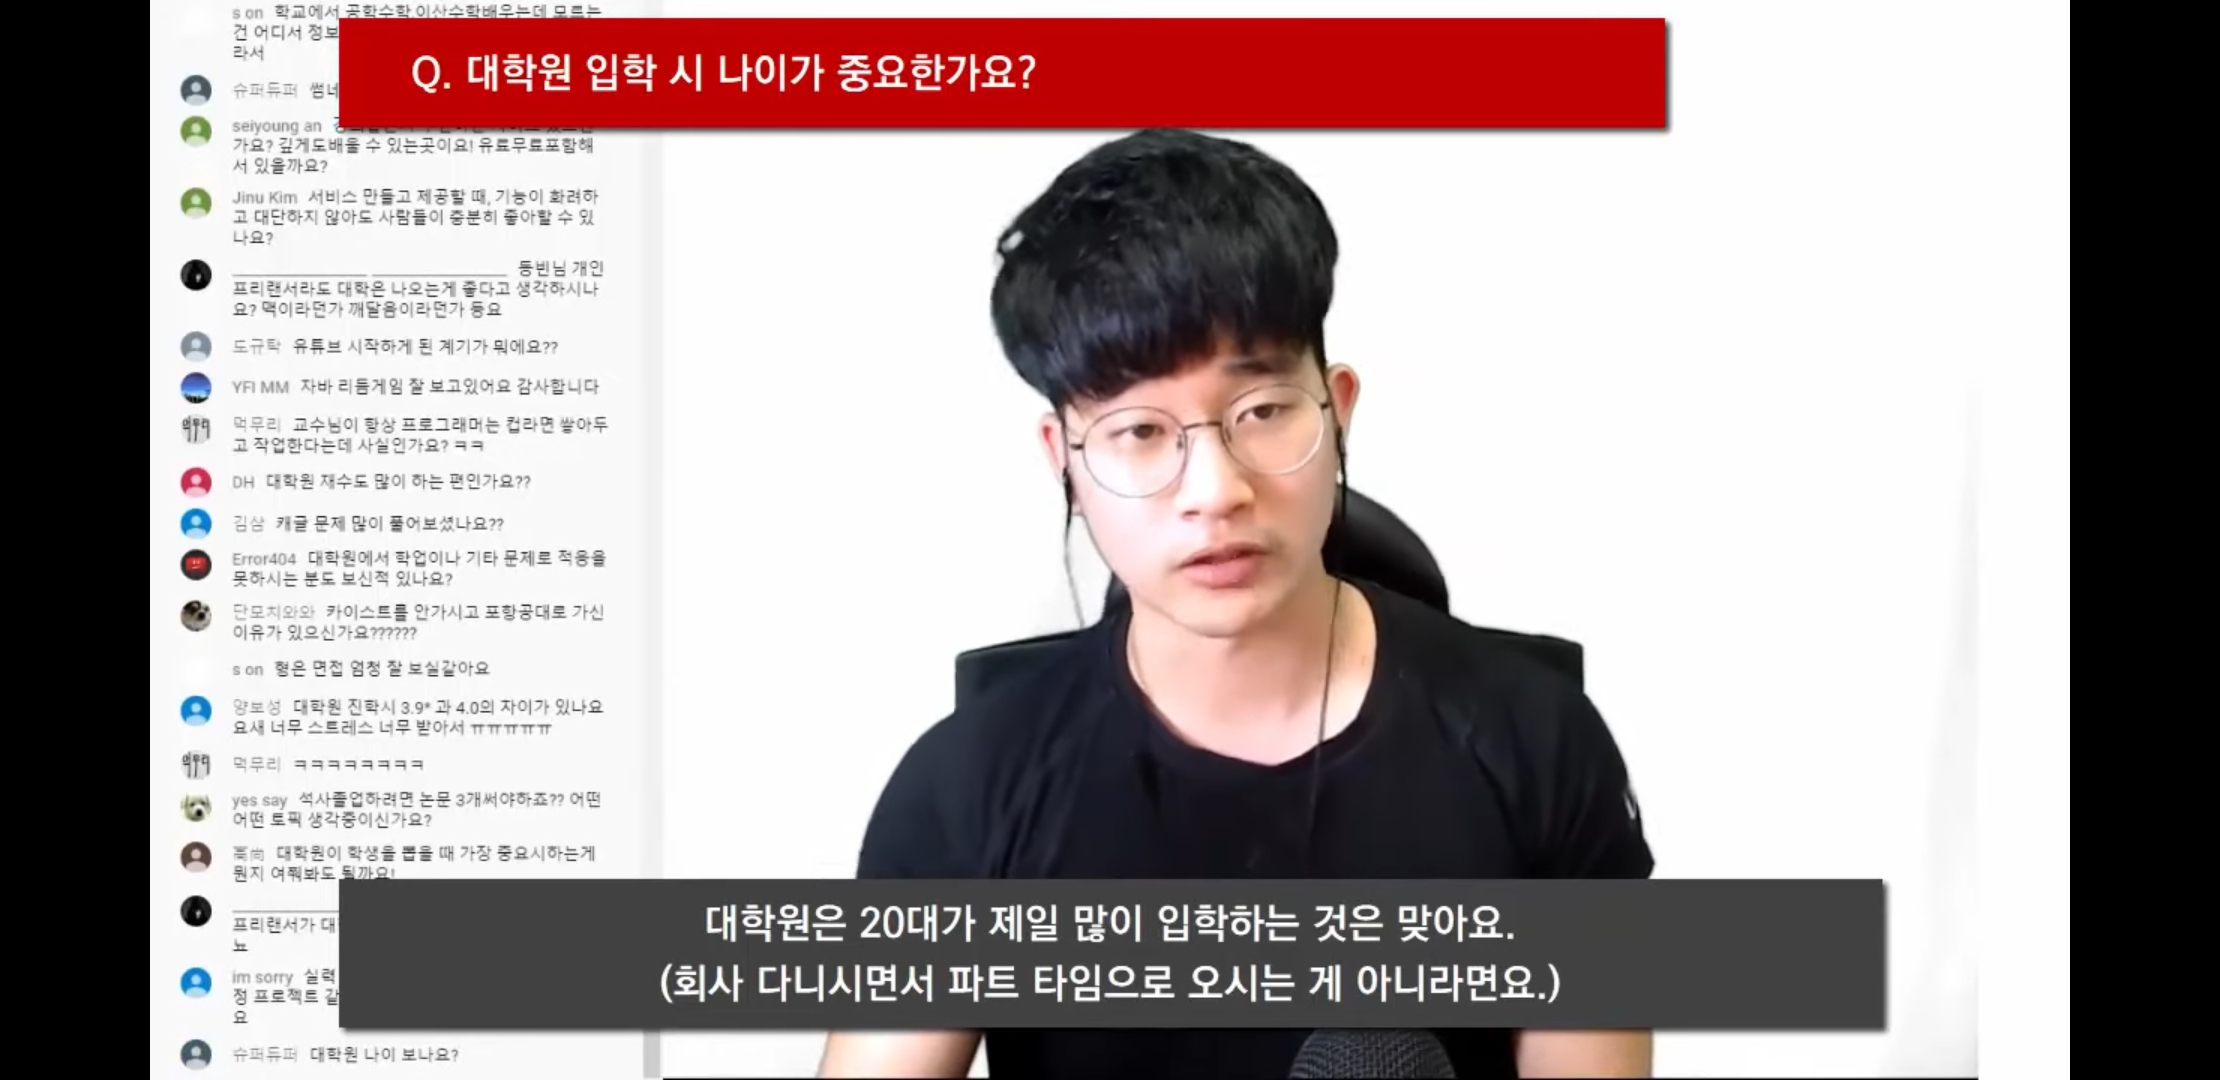 s on 학교에서 공학수학,이산수학배우는데 모르는
건 어디서 정보
라서
Q. 대학원 입학 시 나이가 중요한가요?
슈퍼듀퍼 썸네
seiyoung an
가요? 깊게도배울 수 있는곳이요! 유료무료포함해
서 있을까요?
Jinu Kim 서비스 만들고 제공할 때, 기능이 화려하
고 대단하지 않아도 사람들이 충분히 좋아할 수 있
나요?
동빈님 개인
프리랜서라도 대학은 나오는게 좋다고 생각하시나
요? 맥이라던가 깨달음이라던가 등요
도규탁 유튜브 시작하게 된 계기가 뭐에요??
YFI MM 자바 리듬게임 잘 보고있어요 감사합니다
먹무리 교수님이 항상 프로그래머는 컵라면 쌓아두
고 작업한다는데 사실인가요? ㅋㅋ
DH 대학원 재수도 많이 하는 편인가요??
김삼 캐글 문제 많이 풀어보셨나요??
Error404 대학원에서 학업이나 기타 문제로 적응을
못하시는 분도 보신적 있나요?
단모치와와 카이스트를 안가시고 포항공대로 가신
이유가 있으신가요??????
s on 형은 면접 엄청 잘 보실같아요
양보성 대학원 진학시 3.9* 과 4.0의 차이가 있나요
요새 너무 스트레스 너무 받아서 ㅠㅠㅠㅠㅠ
먹무리 ㅋㅋㅋㅋㅋㅋㅋㅋ
yes say 석사졸업하려면 논문 3개써야하죠?? 어떤
어떤 토픽 생각중이신가요?
高尚 대학원이 학생을 뽑을 때 가장 중요시하는게
뭔지 여쭤봐도 될까요!
프리랜서가 대
뇨
im sorry 실력
정 프로젝트 같
요
슈퍼듀퍼 대학원 나이 보나요?
대학원은 20대가 제일 많이 입학하는 것은 맞아요.
(회사 다니시면서 파트 타임으로 오시는 게 아니라면요.)